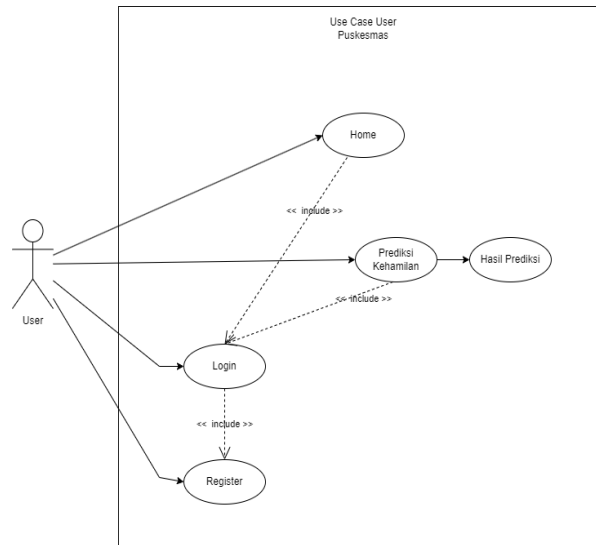 Use Case User
Puskesmas
Home
<< include >>
Prediksi
Kehamilan
Hasil Prediksi
<< include >>
User
Login
<< include >>
Register